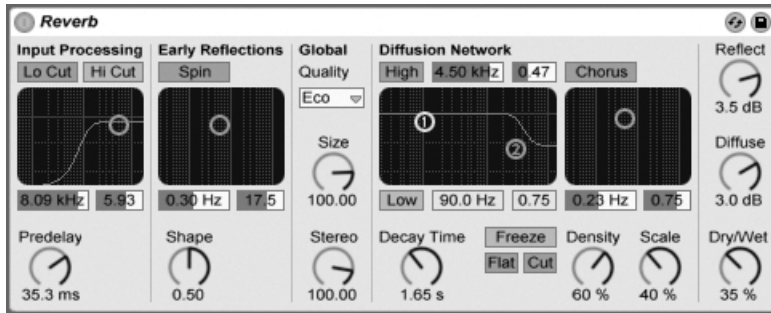 Reverb
Input Processing
Lo Cut Hi Cut
8.09 kHz 5.93
Predelay
35.3 ms
Early Reflections
Spin
0.30 Hz 17.5
Shape
0.50
Global
Quality
Eco
Size
100.00
Stereo
100.00
Diffusion Network
High 4.50 kHz 0.47 Chorus
1
2
Low 90.0 Hz 0.75 0.23 Hz 0.75
Decay Time
1.65 s
Freeze
Flat Cut
Density
60 %
Scale
40 %
Reflect
3.5 dB
Diffuse
3.0 dB
Dry/Wet
35 %